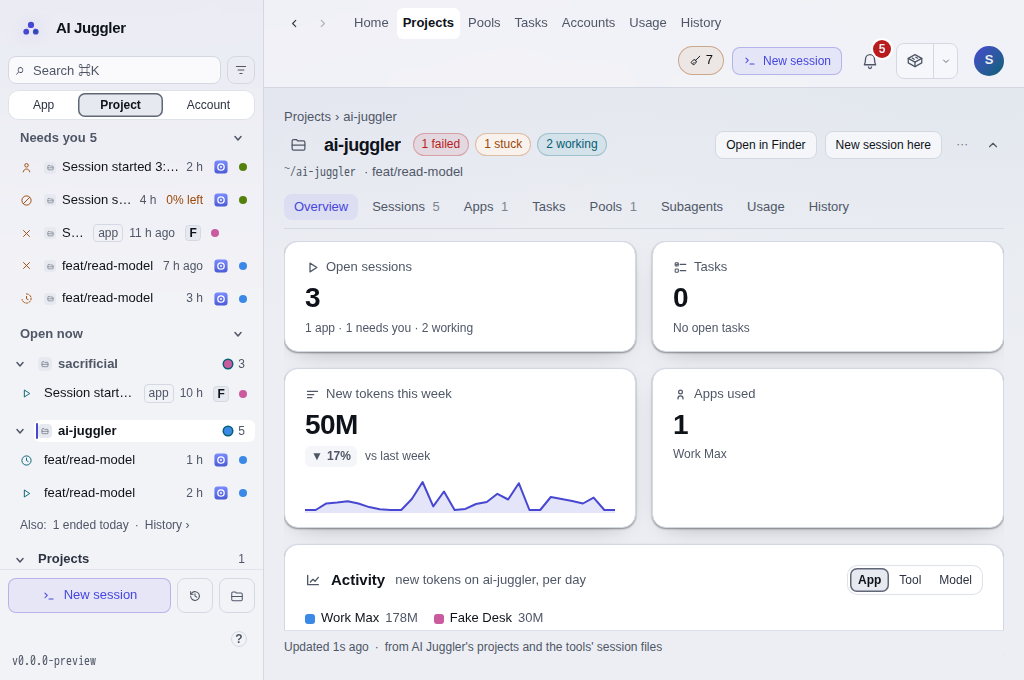 AI Juggler
Search ⌘K
App Project Account
Needs you 5
Session started 3:... 2 h
Session s... 4 h 0% left
S... app 11 h ago F
feat/read-model 7 h ago
feat/read-model 3 h
Open now
sacrificial 3
Session start... app 10 h F
ai-juggler 5
feat/read-model 1 h
feat/read-model 2 h
Also: 1 ended today · History ›
Projects 1
New session
?
v0.0.0-preview
Home Projects Pools Tasks Accounts Usage History
7 New session 5 S
Projects › ai-juggler
ai-juggler 1 failed 1 stuck 2 working Open in Finder New session here ...
~/ai-juggler · feat/read-model
Overview Sessions 5 Apps 1 Tasks Pools 1 Subagents Usage History
Open sessions
3
1 app · 1 needs you · 2 working
Tasks
0
No open tasks
New tokens this week
50M
▼ 17% vs last week
Apps used
1
Work Max
Activity new tokens on ai-juggler, per day App Tool Model
Work Max 178M Fake Desk 30M
Updated 1s ago · from AI Juggler's projects and the tools' session files